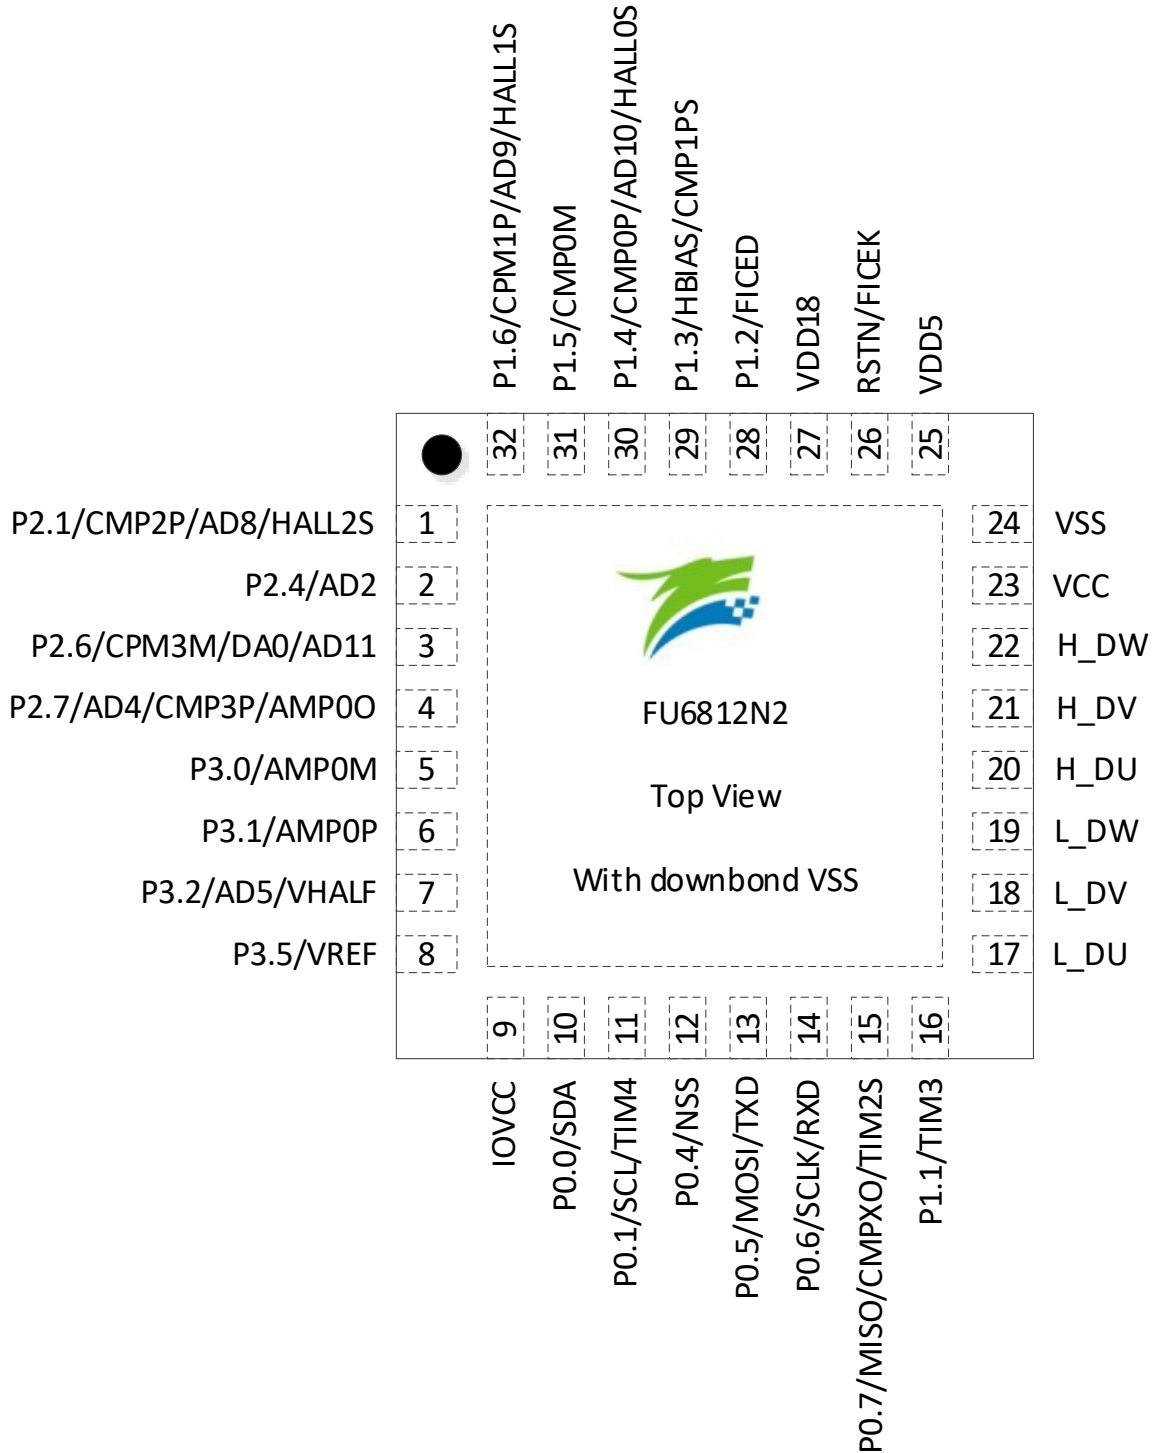 P1.6/CPM1P/AD9/HALL1S
P1.5/CMP0M
P1.4/CMP0P/AD10/HALL0S
P1.3/HBIAS/CMP1PS
P1.2/FICED
VDD18
RSTN/FICEK
VDD5
32 31 30 29 28 27 26 25
P2.1/CMP2P/AD8/HALL2S 1
P2.4/AD2 2
P2.6/CPM3M/DA0/AD11 3
P2.7/AD4/CMP3P/AMP0O 4
P3.0/AMP0M 5
P3.1/AMP0P 6
P3.2/AD5/VHALF 7
P3.5/VREF 8
FU6812N2
Top View
With downbond VSS
24 VSS
23 VCC
22 H_DW
21 H_DV
20 H_DU
19 L_DW
18 L_DV
17 L_DU
9 10 11 12 13 14 15 16
IOVCC
P0.0/SDA
P0.1/SCL/TIM4
P0.4/NSS
P0.5/MOSI/TXD
P0.6/SCLK/RXD
P0.7/MISO/CMPXO/TIM2S
P1.1/TIM3